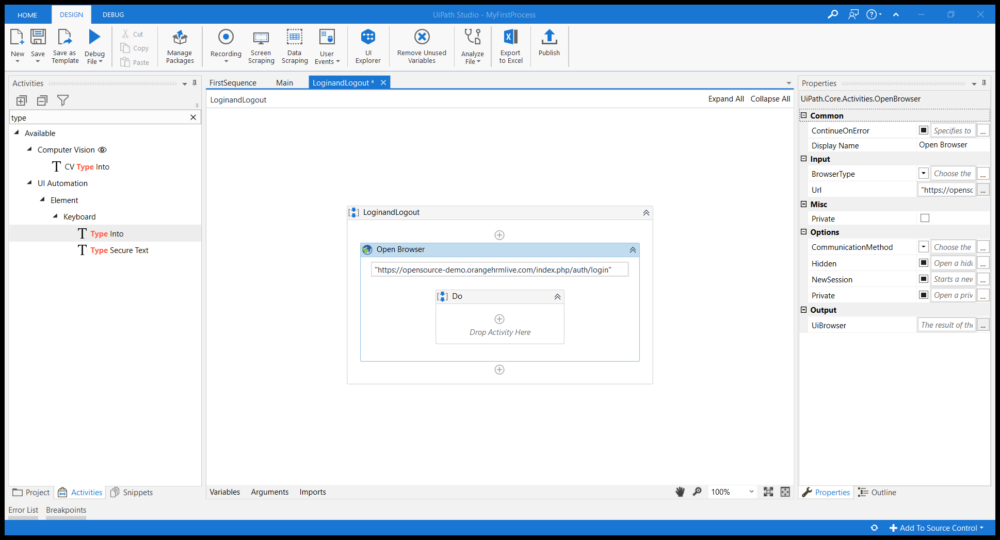 HOME DESIGN DEBUG UiPath Studio - MyFirstProcess
New Save Save as Template Debug File
Cut
Copy
Paste
Manage Packages Recording Screen Scraping Data Scraping User Events UI Explorer Remove Unused Variables Analyze File Export to Excel Publish
Activities
type
Available
Computer Vision
CV Type Into
UI Automation
Element
Keyboard
Type Into
Type Secure Text
Project Activities Snippets
FirstSequence Main LoginandLogout *
LoginandLogout Expand All Collapse All
LoginandLogout
Open Browser
"https://opensource-demo.orangehrmlive.com/index.php/auth/login"
Do
Drop Activity Here
Variables Arguments Imports 100%
Properties
UiPath.Core.Activities.OpenBrowser
Common
ContinueOnError Specifies to ...
Display Name Open Browser
Input
BrowserType Choose the ...
Url "https://opensc ...
Misc
Private
Options
CommunicationMethod Choose the ...
Hidden Open a hid ...
NewSession Starts a new ...
Private Open a priv ...
Output
UiBrowser The result of the ...
Properties Outline
Error List Breakpoints
Add To Source Control